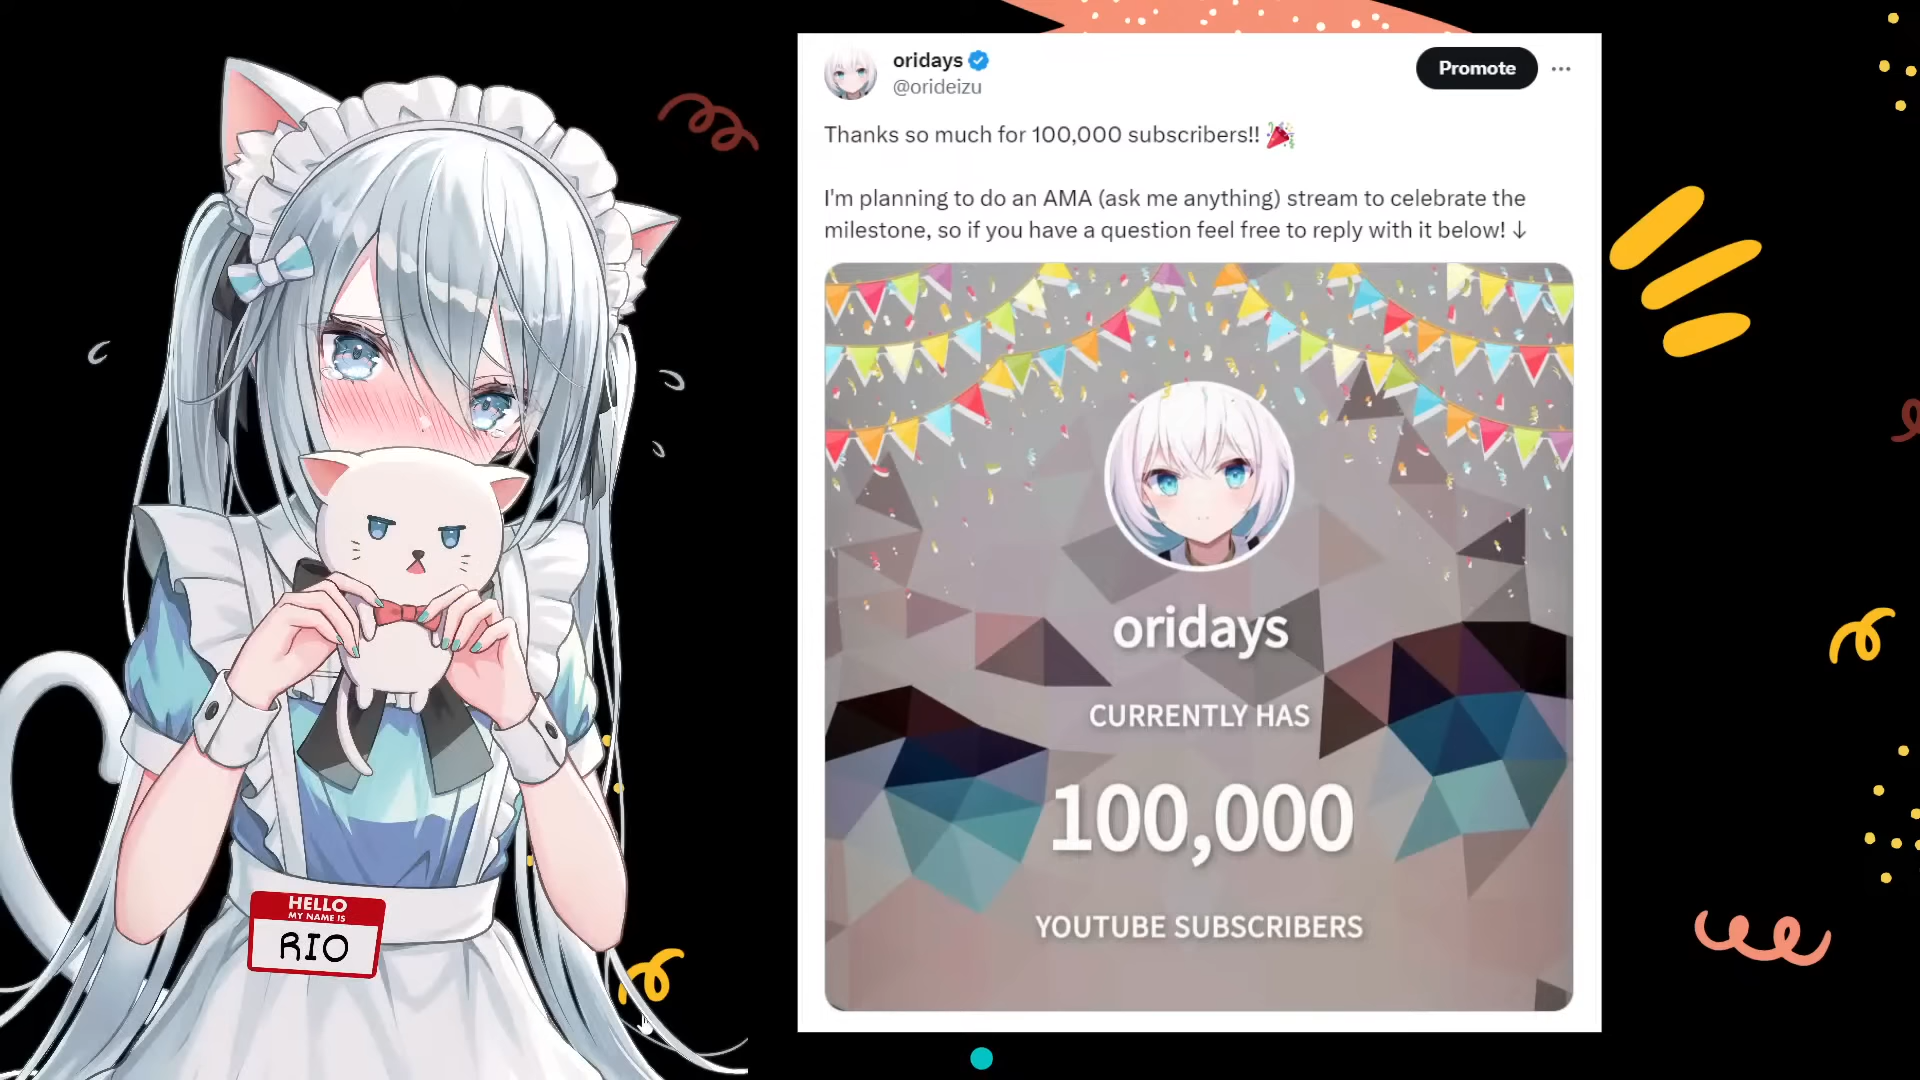 oridays
@orideizu
Promote
Thanks so much for 100,000 subscribers!! 🎉
I'm planning to do an AMA (ask me anything) stream to celebrate the
milestone, so if you have a question feel free to reply with it below! ↓
oridays
CURRENTLY HAS
100,000
YOUTUBE SUBSCRIBERS
HELLO
MY NAME IS
RIO